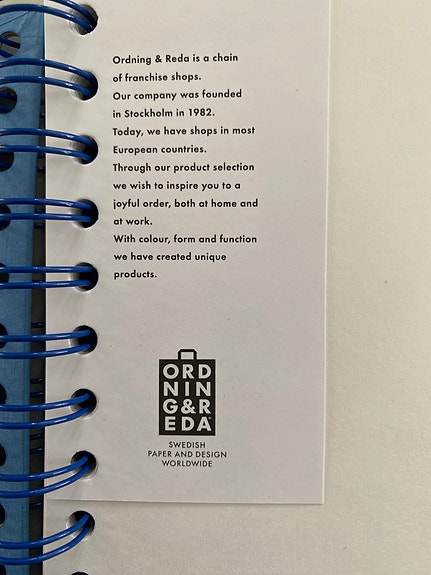 Ordning & Reda is a chain
of franchise shops.
Our company was founded
in Stockholm in 1982.
Today, we have shops in most
European countries.
Through our product selection
we wish to inspire you to a
joyful order, both at home and
at work.
With colour, form and function
we have created unique
products.
ORD
NIN
G&R
EDA
SWEDISH
PAPER AND DESIGN
WORLDWIDE